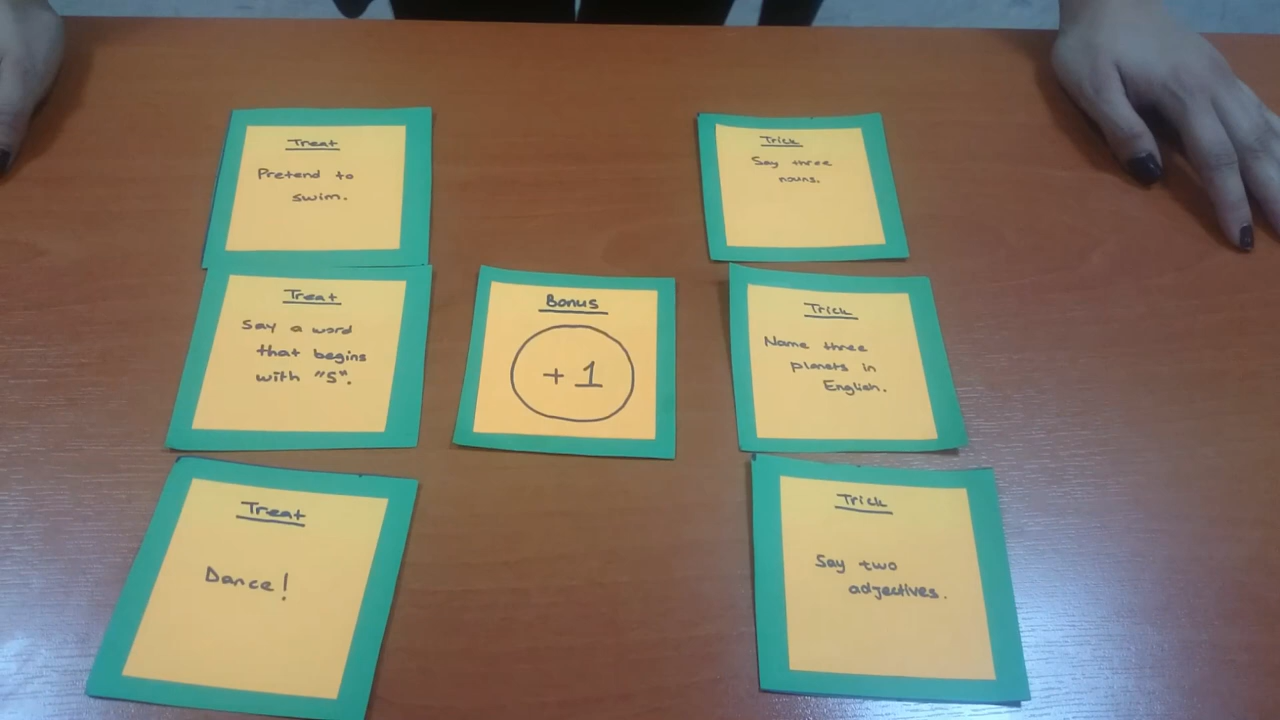 Treat
Pretend to
swim.
Trick
Say three
nouns.
Treat
Say a word
that begins
with "S".
Bonus
+1
Trick
Name three
planets in
English.
Treat
Dance!
Trick
Say two
adjectives.